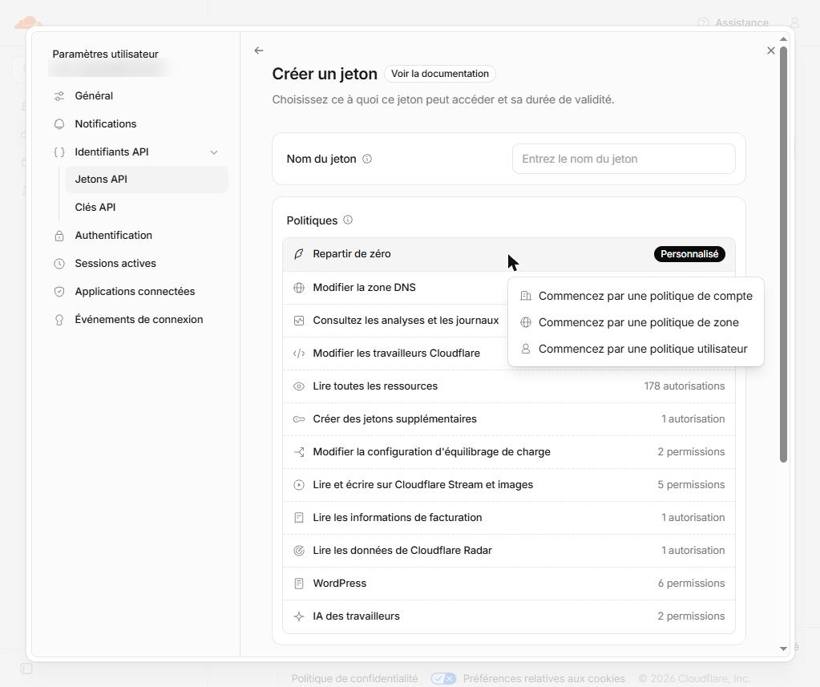 Assistance
Paramètres utilisateur
Général
Notifications
Identifiants API
Jetons API
Clés API
Authentification
Sessions actives
Applications connectées
Événements de connexion
Créer un jeton
Voir la documentation
Choisissez ce à quoi ce jeton peut accéder et sa durée de validité.
Nom du jeton
Entrez le nom du jeton
Politiques
Repartir de zéro
Personnalisé
Commencez par une politique de compte
Commencez par une politique de zone
Commencez par une politique utilisateur
Modifier la zone DNS
Consultez les analyses et les journaux
Modifier les travailleurs Cloudflare
Lire toutes les ressources 178 autorisations
Créer des jetons supplémentaires 1 autorisation
Modifier la configuration d'équilibrage de charge 2 permissions
Lire et écrire sur Cloudflare Stream et images 5 permissions
Lire les informations de facturation 1 autorisation
Lire les données de Cloudflare Radar 1 autorisation
WordPress 6 permissions
IA des travailleurs 2 permissions
Politique de confidentialité Préférences relatives aux cookies © 2026 Cloudflare, Inc.